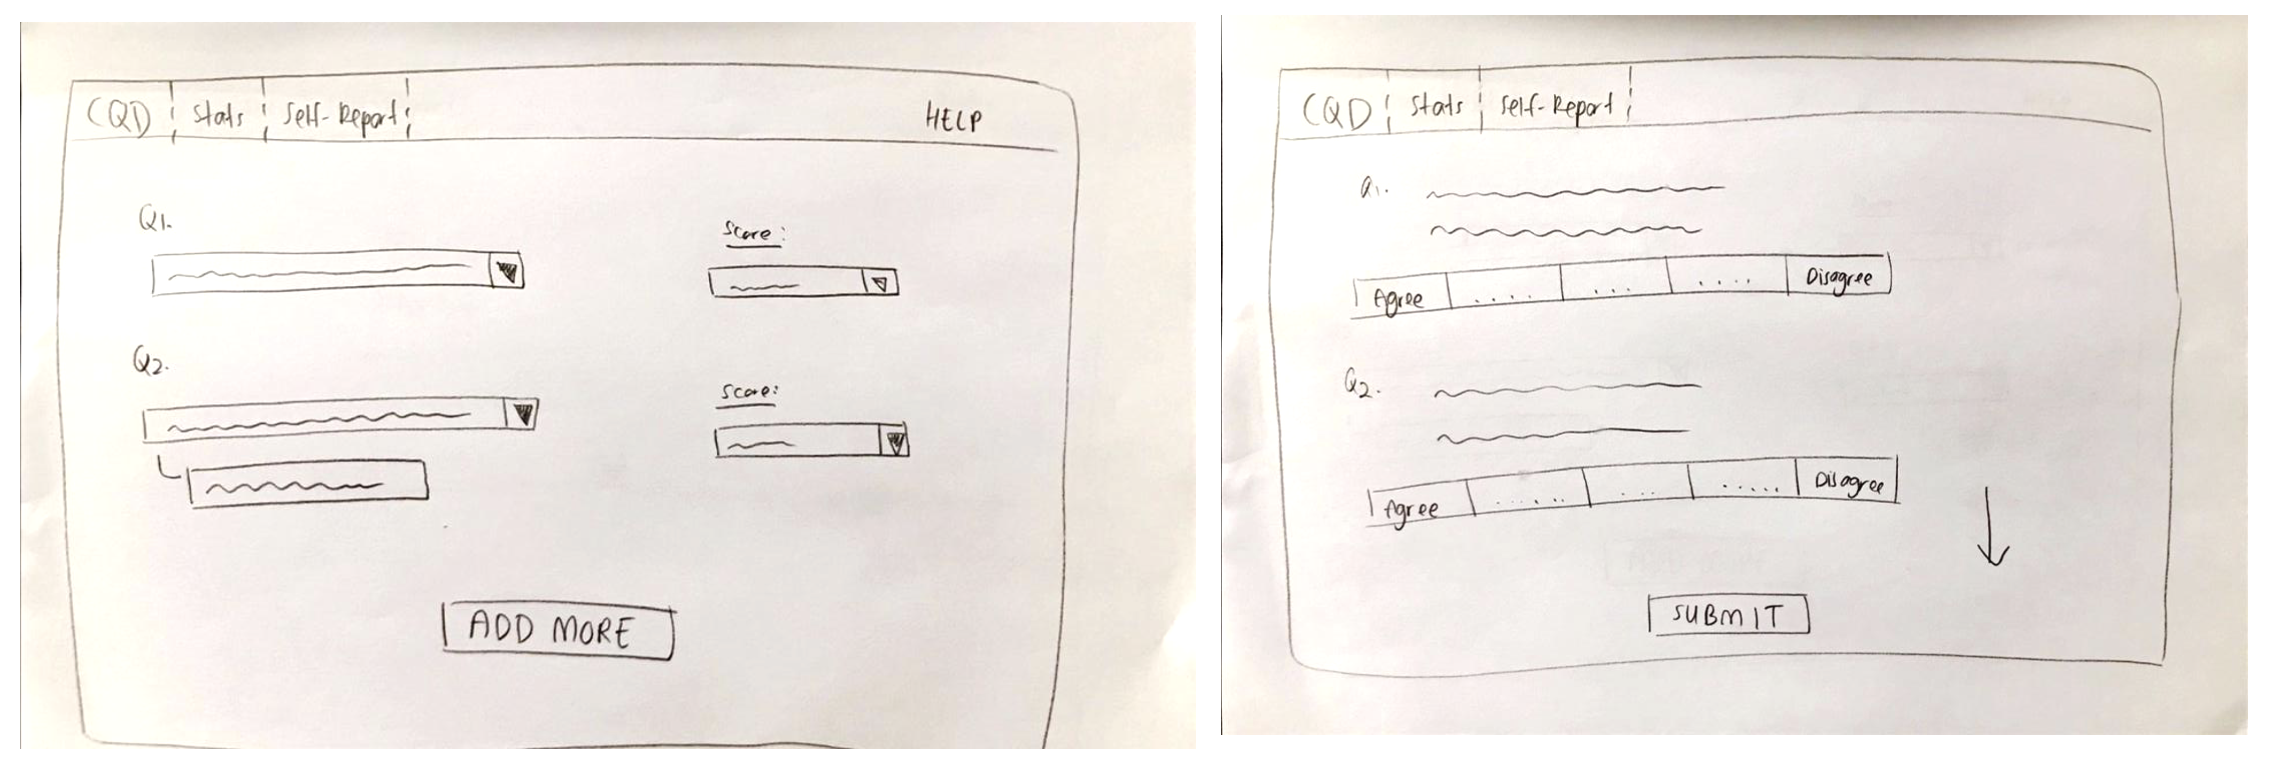 CQD Stats Self-Report HELP
Q1.
Score:
Q2.
Score:
ADD MORE
CQD Stats Self-Report
Q1.
Agree .... ... .... Disagree
Q2.
Agree ...... ... ..... Disagree
SUBMIT